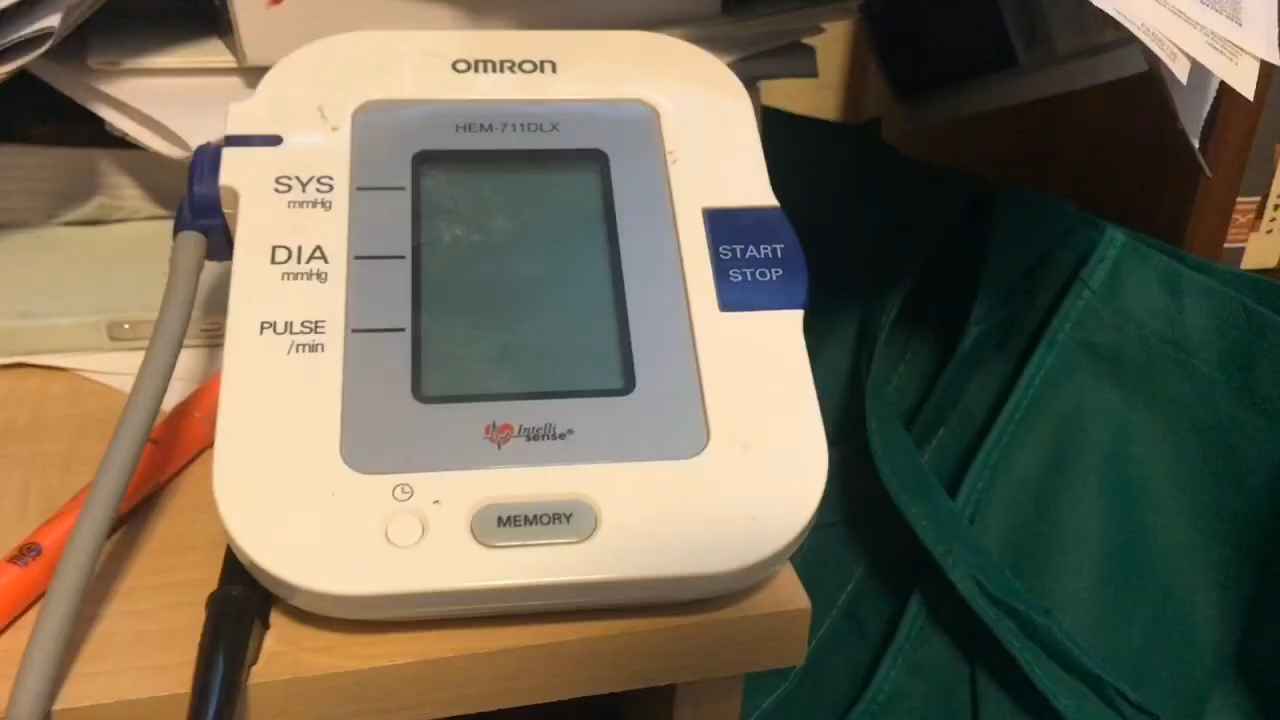 OMRON
HEM-711DLX
SYS
mmHg
DIA
mmHg
PULSE
/min
START
STOP
Intelli
sense®
MEMORY